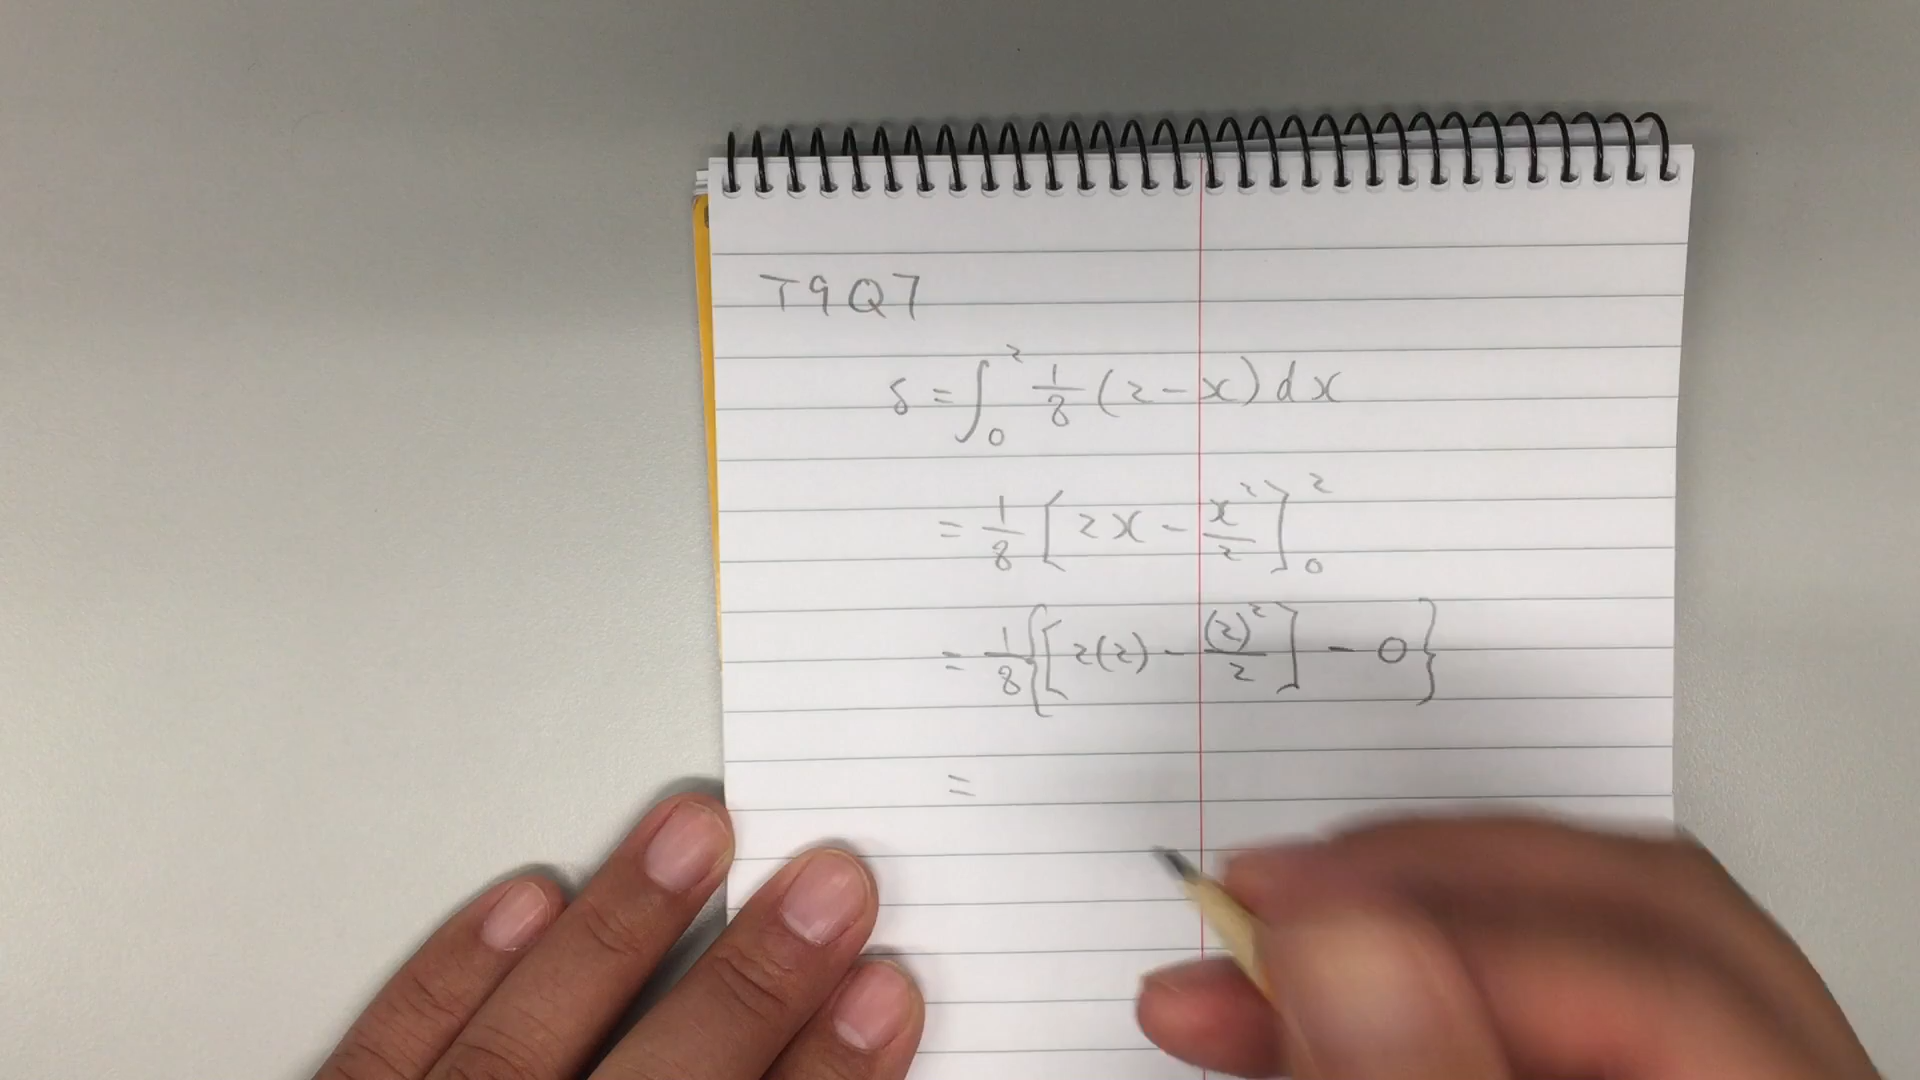 T9Q7
δ = ∫₀² 1/8 (2 - x) dx
= 1/8 [2x - x²/2]₀²
= 1/8 {[2(2) - (2)²/2] - 0}
=